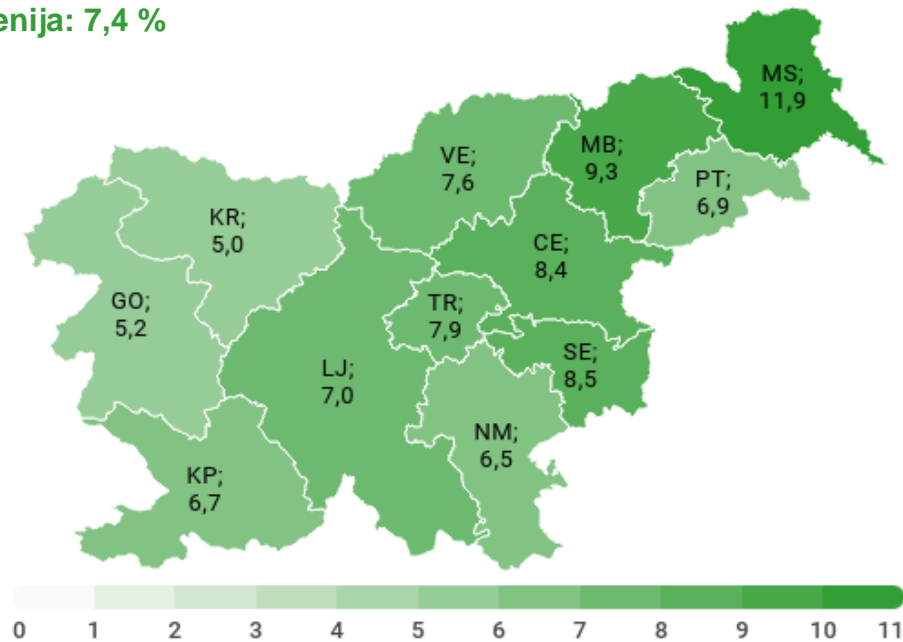 enija: 7,4 %
MS;
11,9
MB;
9,3
VE;
7,6
PT;
6,9
KR;
5,0
CE;
8,4
GO;
5,2
TR;
7,9
SE;
8,5
LJ;
7,0
NM;
6,5
KP;
6,7
0 1 2 3 4 5 6 7 8 9 10 11